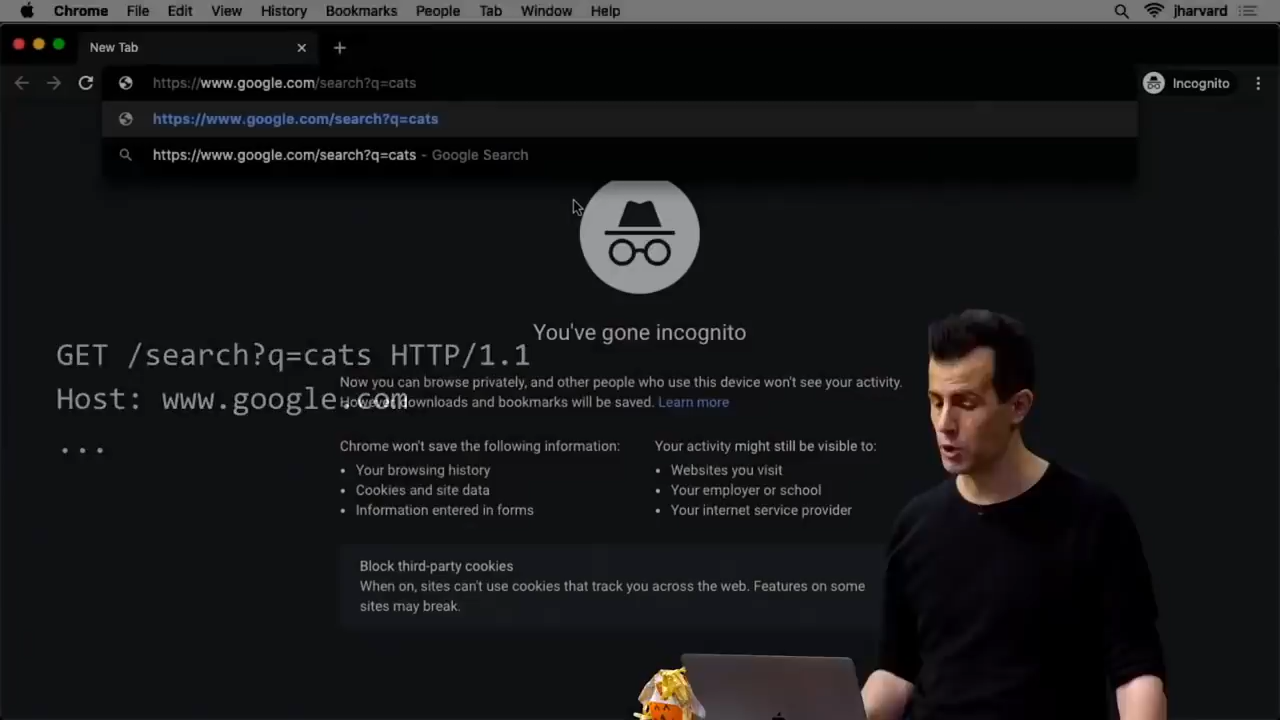 Chrome File Edit View History Bookmarks People Tab Window Help jharvard
New Tab
https://www.google.com/search?q=cats
Incognito
https://www.google.com/search?q=cats
https://www.google.com/search?q=cats - Google Search
You've gone incognito
GET /search?q=cats HTTP/1.1
Host: www.google.com
...
Now you can browse privately, and other people who use this device won't see your activity.
However, downloads and bookmarks will be saved. Learn more
Chrome won't save the following information:
• Your browsing history
• Cookies and site data
• Information entered in forms
Your activity might still be visible to:
• Websites you visit
• Your employer or school
• Your internet service provider
Block third-party cookies
When on, sites can't use cookies that track you across the web. Features on some
sites may break.